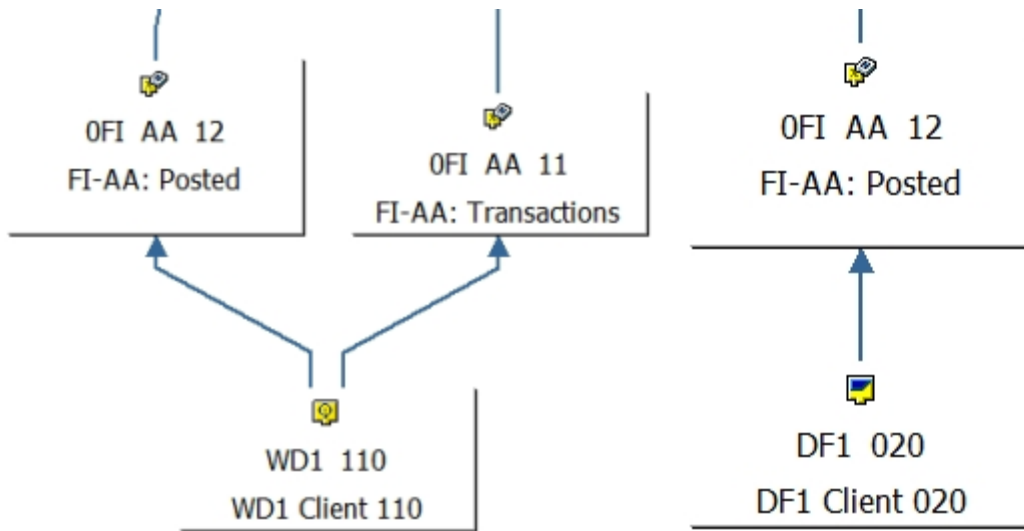 0FI AA 12
FI-AA: Posted
0FI AA 11
FI-AA: Transactions
0FI AA 12
FI-AA: Posted
WD1 110
WD1 Client 110
DF1 020
DF1 Client 020